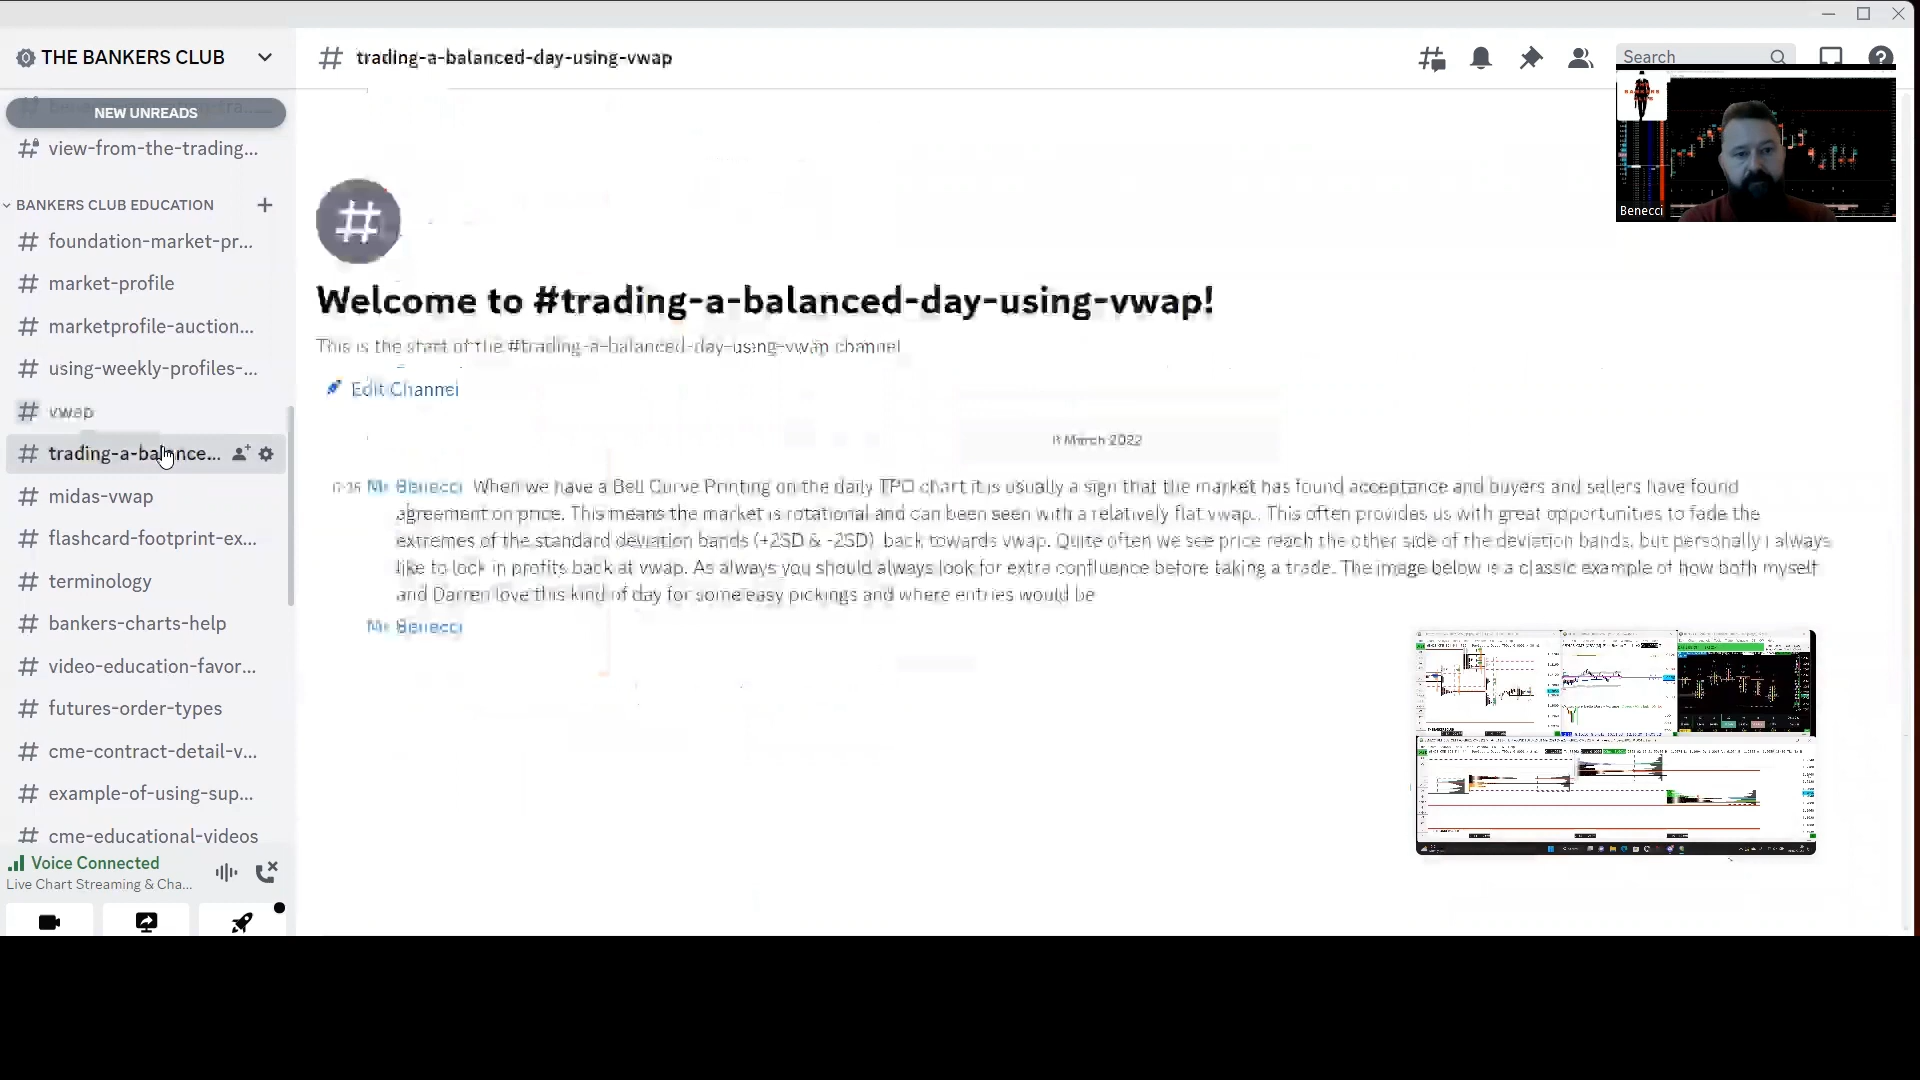 THE BANKERS CLUB
trading-a-balanced-day-using-vwap
Search
NEW UNREADS
view-from-the-trading...
BANKERS CLUB EDUCATION
foundation-market-pr...
market-profile
marketprofile-auction...
using-weekly-profiles-...
vwap
trading-a-balance...
midas-vwap
flashcard-footprint-ex...
terminology
bankers-charts-help
video-education-favor...
futures-order-types
cme-contract-detail-v...
example-of-using-sup...
cme-educational-videos
Voice Connected
Live Chart Streaming & Cha...
Welcome to #trading-a-balanced-day-using-vwap!
This is the start of the #trading-a-balanced-day-using-vwap channel
Edit Channel
March 2022
Mr Benecci When we have a Bell Curve Printing on the daily TPO chart it is usually a sign that the market has found acceptance and buyers and sellers have found
agreement on price. This means the market is rotational and can been seen with a relatively flat vwap. This often provides us with great opportunities to fade the
extremes of the standard deviation bands (+2SD & -2SD) back towards vwap. Quite often we see price reach the other side of the deviation bands, but personally i always
like to lock in profits back at vwap. As always you should always look for extra confluence before taking a trade. The image below is a classic example of how both myself
and Darren love this kind of day for some easy pickings and where entries would be
Mr Benecci
Benecci